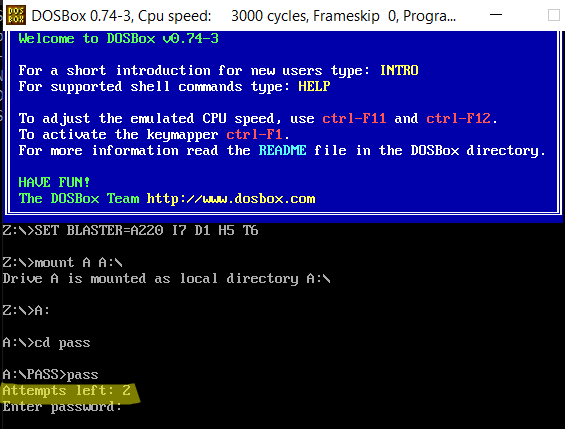 DOS
BOX
DOSBox 0.74-3, Cpu speed: 3000 cycles, Frameskip 0, Progra...
Welcome to DOSBox v0.74-3
For a short introduction for new users type: INTRO
For supported shell commands type: HELP
To adjust the emulated CPU speed, use ctrl-F11 and ctrl-F12.
To activate the keymapper ctrl-F1.
For more information read the README file in the DOSBox directory.
HAVE FUN!
The DOSBox Team http://www.dosbox.com
Z:\>SET BLASTER=A220 I7 D1 H5 T6
Z:\>mount A A:\
Drive A is mounted as local directory A:\
Z:\>A:
A:\>cd pass
A:\PASS>pass
Attempts left: 2
Enter password: